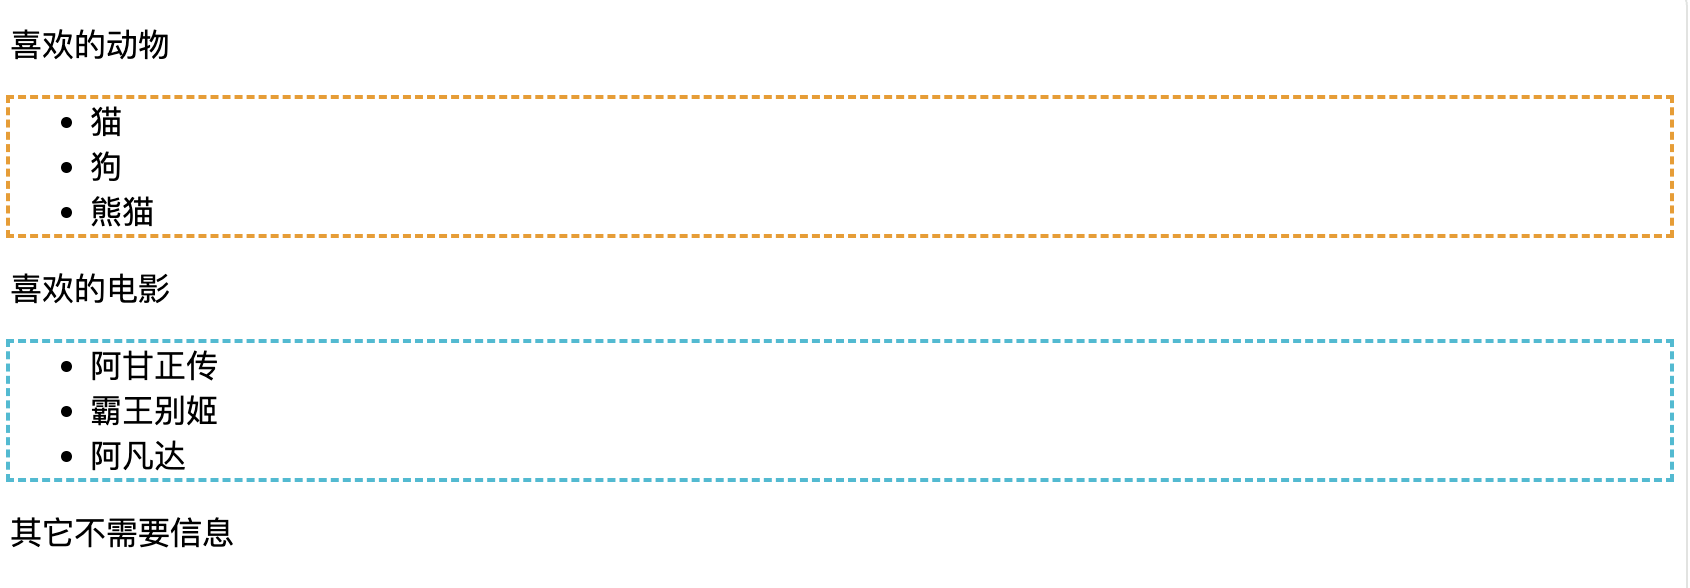 喜欢的动物
猫
狗
熊猫
喜欢的电影
阿甘正传
霸王别姬
阿凡达
其它不需要信息